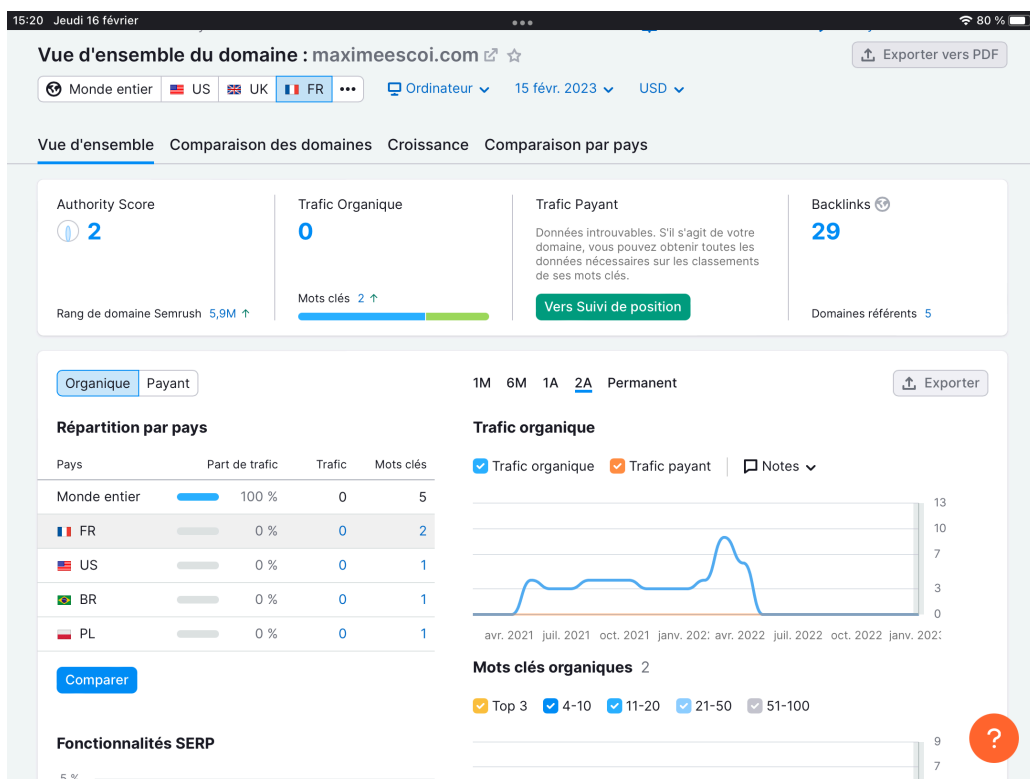 15:20 Jeudi 16 février
80 %
Vue d'ensemble du domaine : maximeescoi.com
Exporter vers PDF
Monde entier US UK FR
Ordinateur 15 févr. 2023 USD
Vue d'ensemble Comparaison des domaines Croissance Comparaison par pays
Authority Score
2
Rang de domaine Semrush 5,9M ↑
Trafic Organique
0
Mots clés 2 ↑
Trafic Payant
Données introuvables. S'il s'agit de votre
domaine, vous pouvez obtenir toutes les
données nécessaires sur les classements
de ses mots clés.
Vers Suivi de position
Backlinks
29
Domaines référents 5
Organique Payant
Répartition par pays
Pays Part de trafic Trafic Mots clés
Monde entier 100 % 0 5
FR 0 % 0 2
US 0 % 0 1
BR 0 % 0 1
PL 0 % 0 1
Comparer
Fonctionnalités SERP
5 %
1M 6M 1A 2A Permanent
Exporter
Trafic organique
Trafic organique Trafic payant Notes
13
10
7
3
0
avr. 2021 juil. 2021 oct. 2021 janv. 202 avr. 2022 juil. 2022 oct. 2022 janv. 202
Mots clés organiques 2
Top 3 4-10 11-20 21-50 51-100
9
7
?